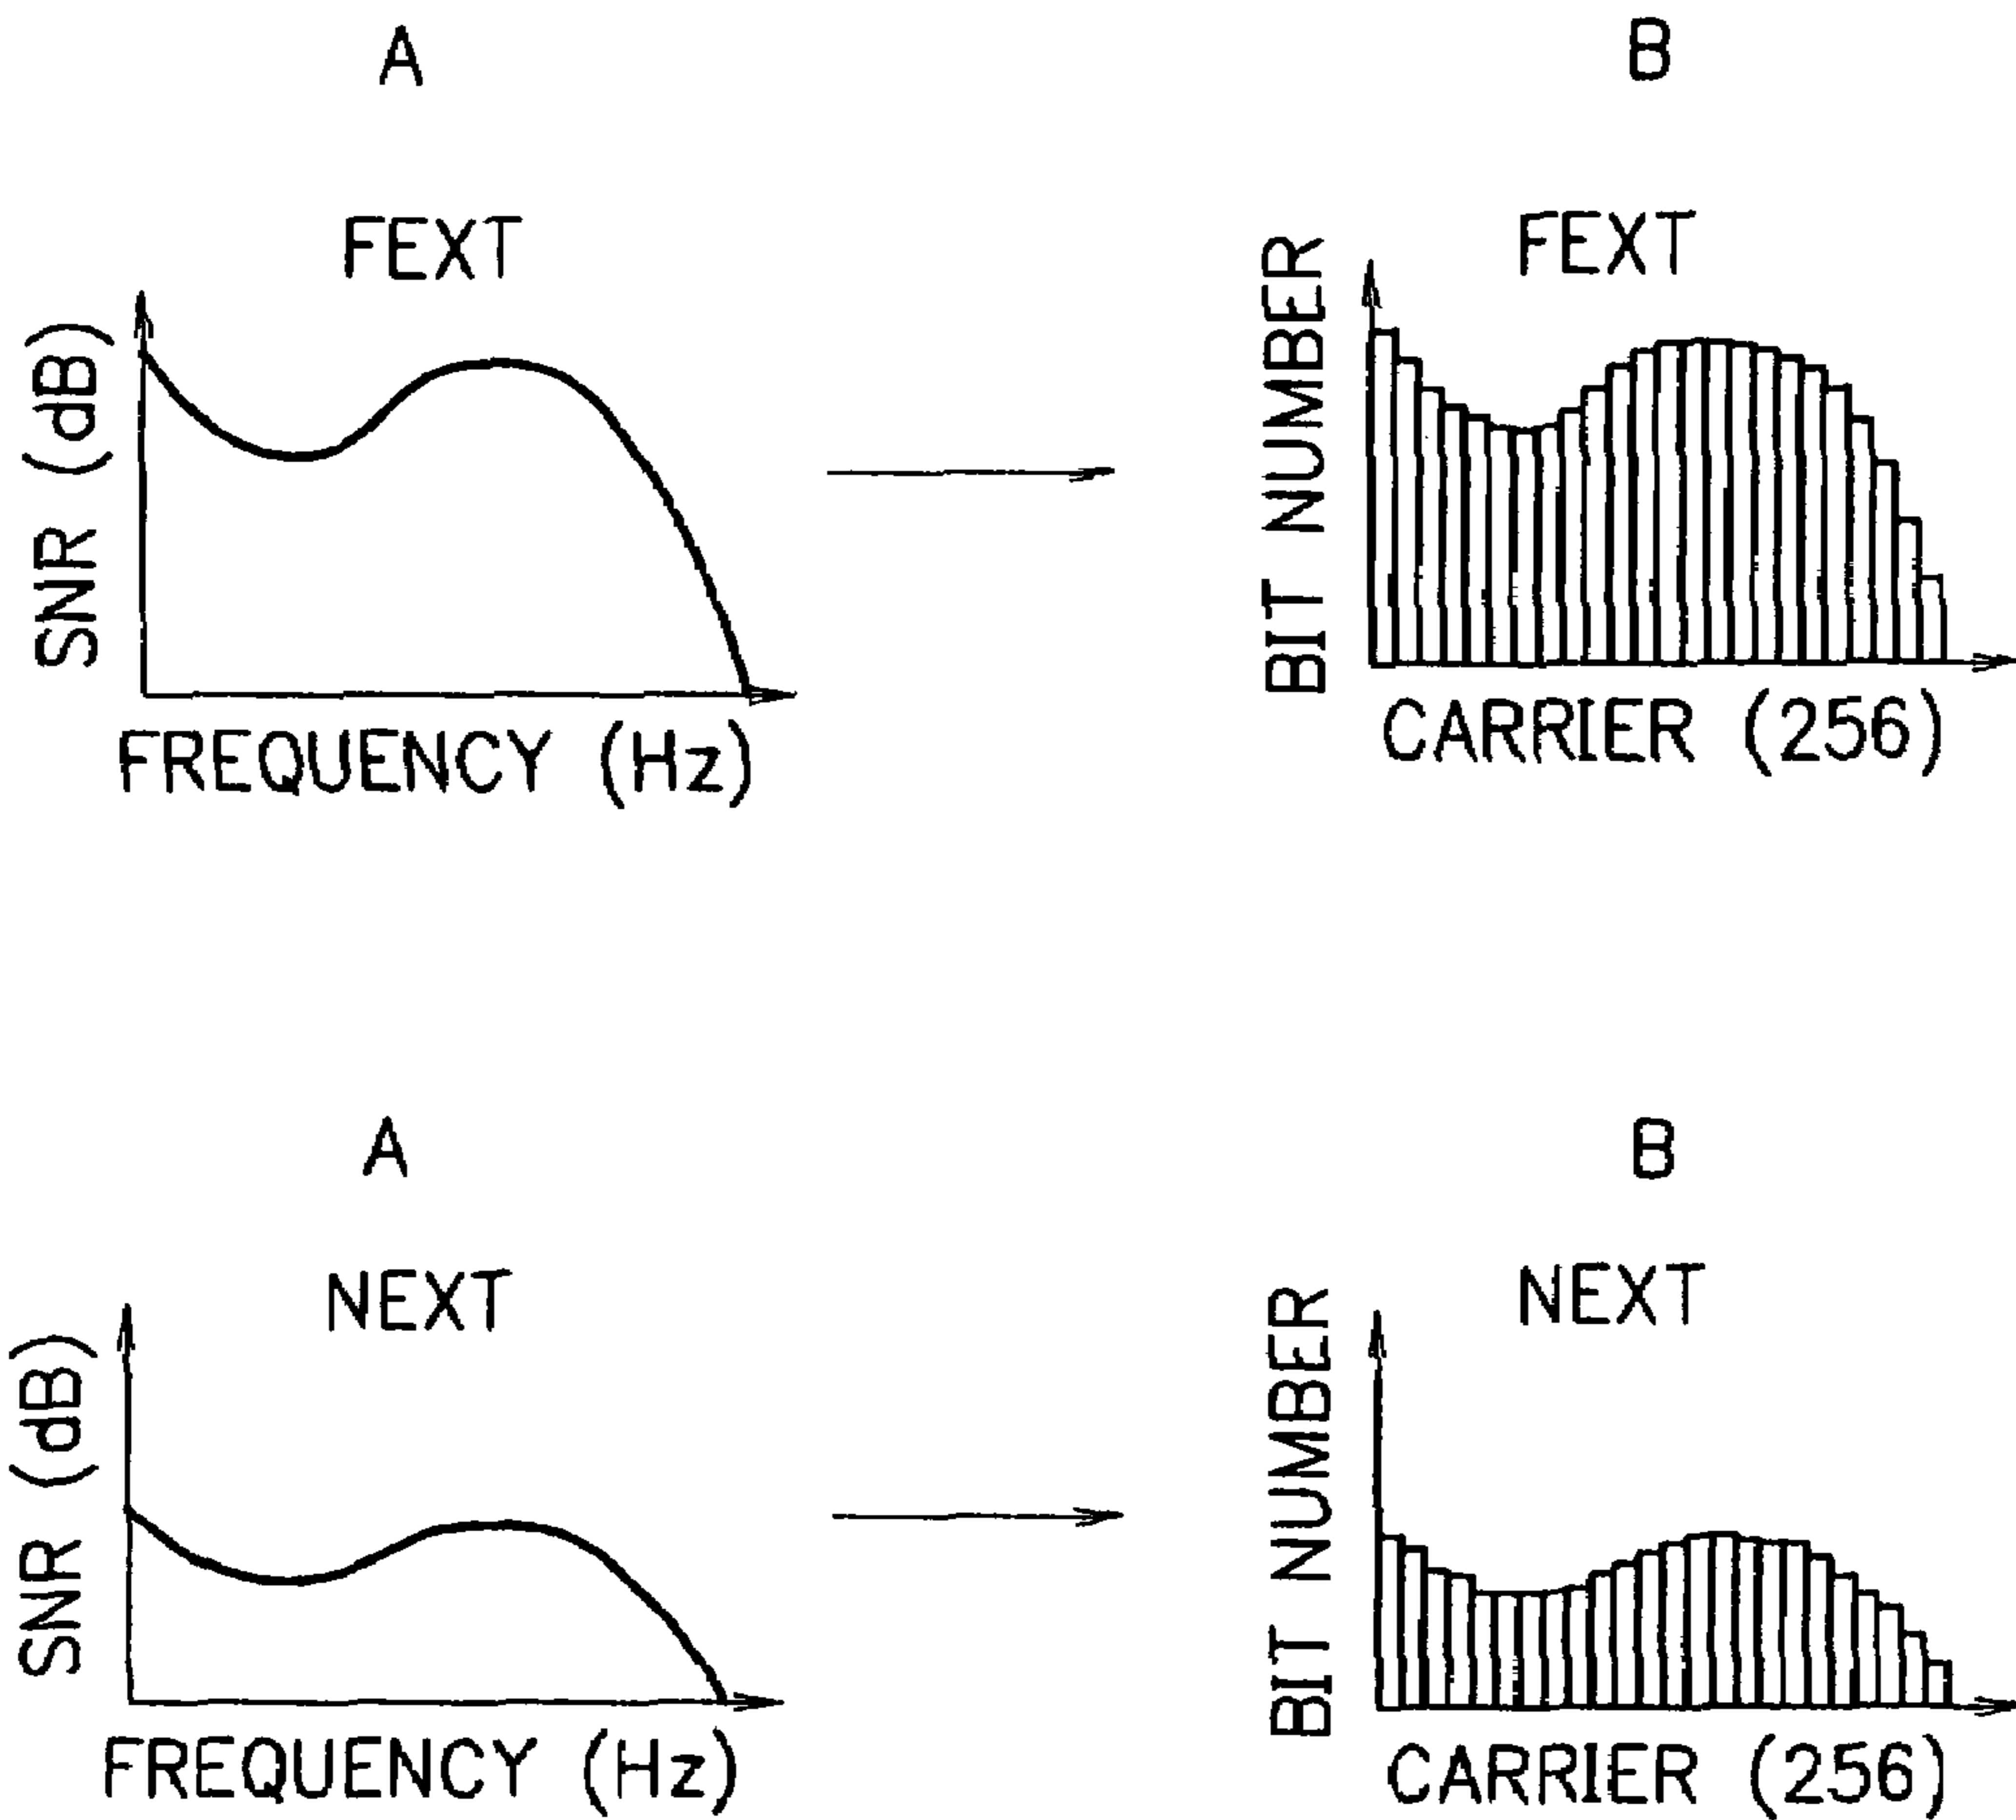 A
B
FEXT
SNR (dB)
FREQUENCY (Hz)
FEXT
BIT NUMBER
CARRIER (256)
A
B
NEXT
SNR (dB)
FREQUENCY (Hz)
NEXT
BIT NUMBER
CARRIER (256)